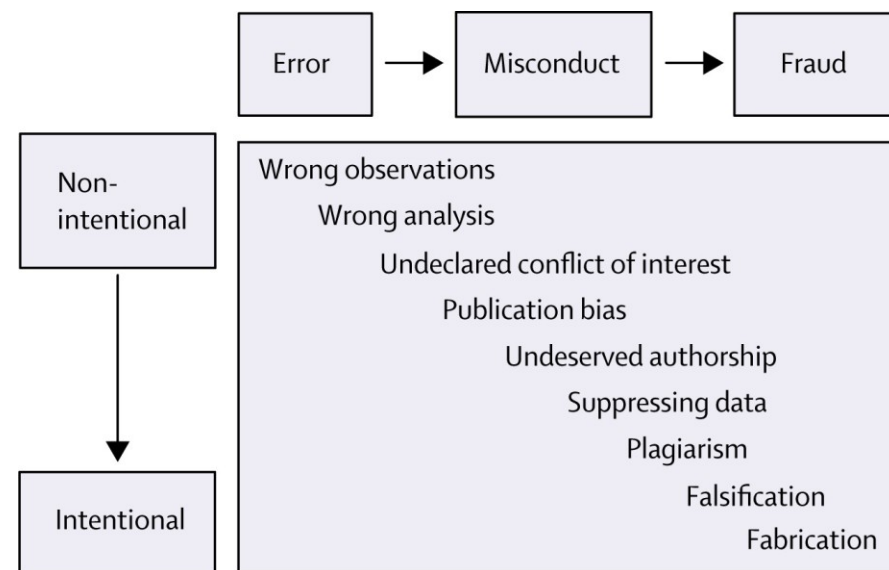 Error
Misconduct
Fraud
Non-
intentional
Intentional
Wrong observations
Wrong analysis
Undeclared conflict of interest
Publication bias
Undeserved authorship
Suppressing data
Plagiarism
Falsification
Fabrication